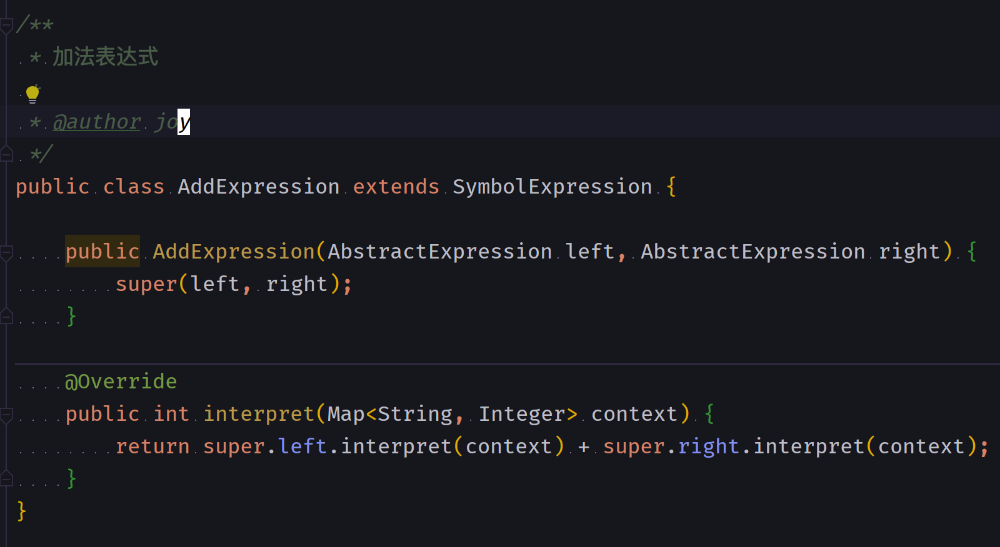 /**
 * 加法表达式
 *
 * @author joy
 */
public class AddExpression extends SymbolExpression {
    public AddExpression(AbstractExpression left, AbstractExpression right) {
        super(left, right);
    }
    @Override
    public int interpret(Map<String, Integer> context) {
        return super.left.interpret(context) + super.right.interpret(context);
    }
}